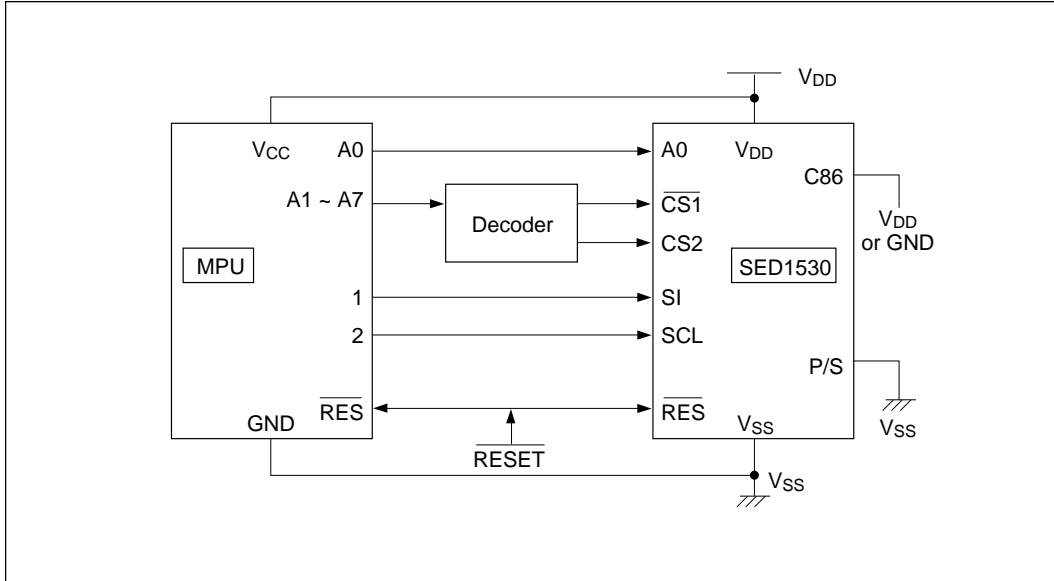 VDD
VCC A0 A0 VDD
C86
A1 ~ A7 Decoder CS1
VDD
or GND
CS2
MPU SED1530
1 SI
2 SCL
P/S
RES RES
GND VSS
VSS
RESET
VSS